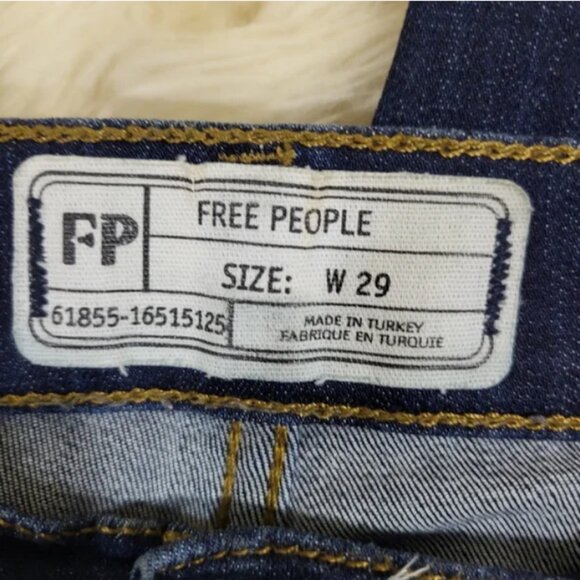 FP
FREE PEOPLE
SIZE: W 29
61855-16515125
MADE IN TURKEY
FABRIQUE EN TURQUIE